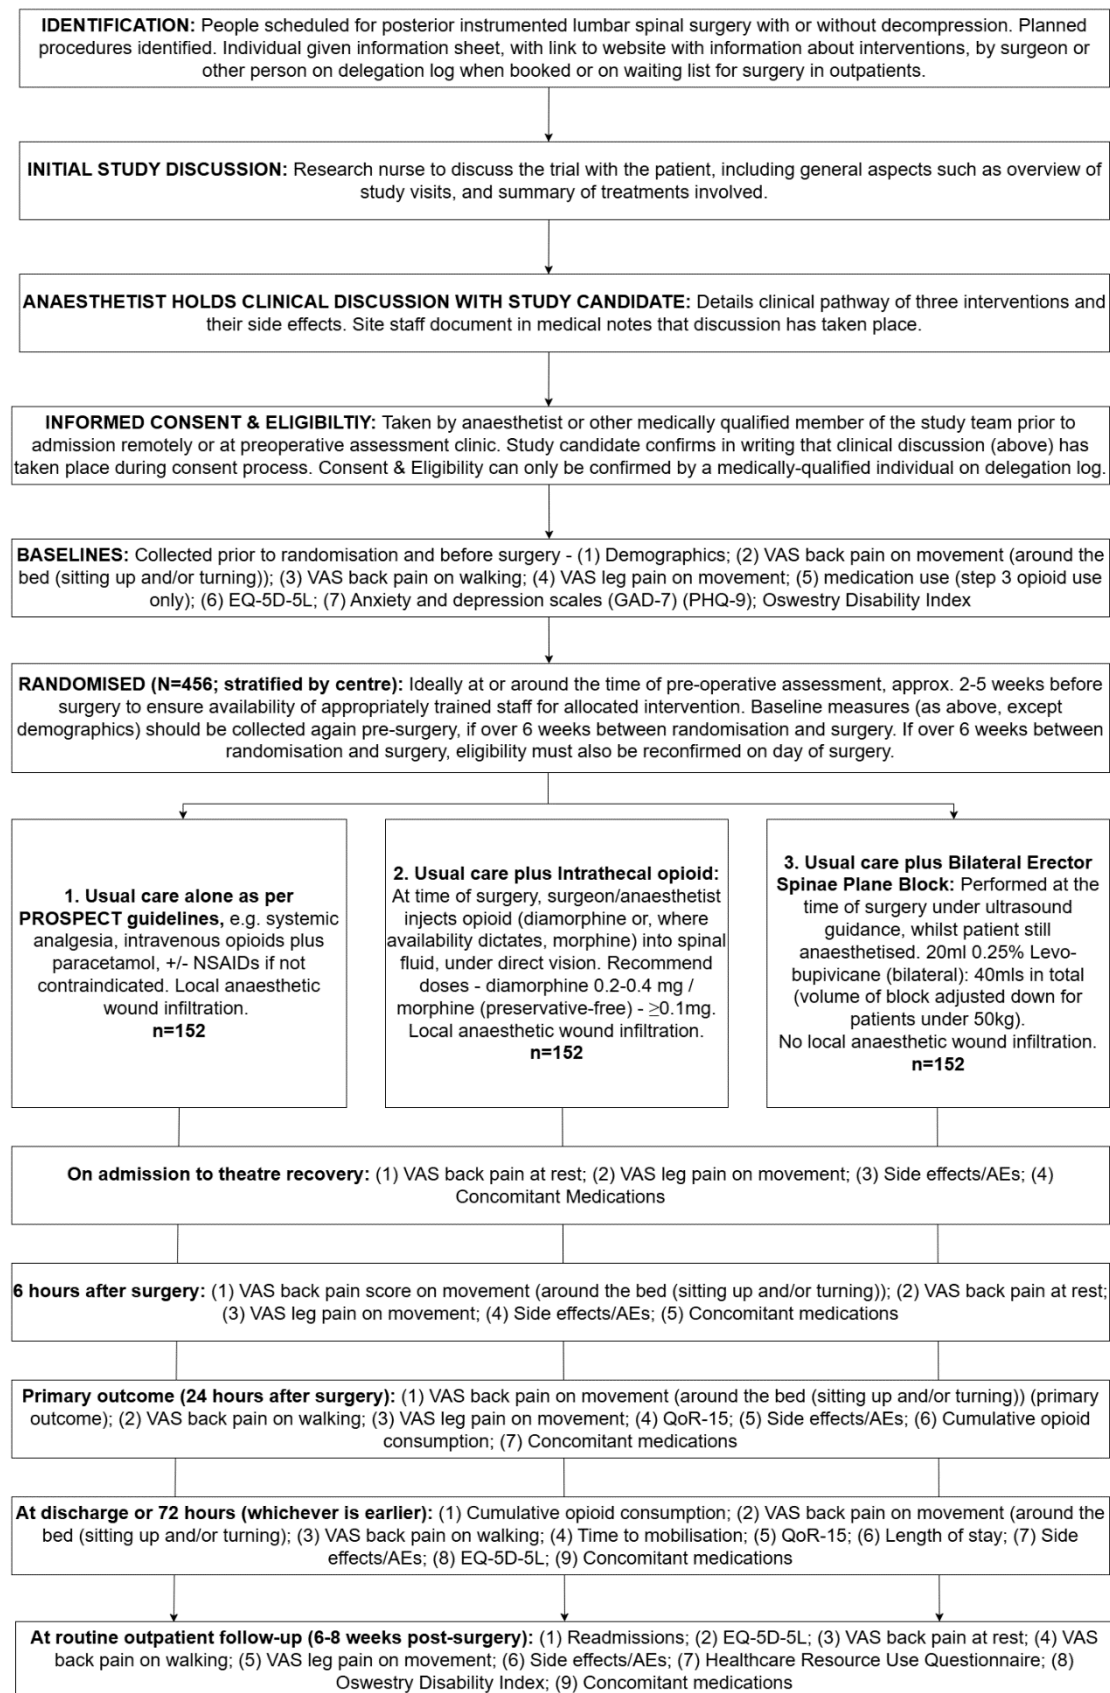 IDENTIFICATION: People scheduled for posterior instrumented lumbar spinal surgery with or without decompression. Planned
procedures identified. Individual given information sheet, with link to website with information about interventions, by surgeon or
other person on delegation log when booked or on waiting list for surgery in outpatients.
INITIAL STUDY DISCUSSION: Research nurse to discuss the trial with the patient, including general aspects such as overview of
study visits, and summary of treatments involved.
ANAESTHETIST HOLDS CLINICAL DISCUSSION WITH STUDY CANDIDATE: Details clinical pathway of three interventions and
their side effects. Site staff document in medical notes that discussion has taken place.
INFORMED CONSENT & ELIGIBILTIY: Taken by anaesthetist or other medically qualified member of the study team prior to
admission remotely or at preoperative assessment clinic. Study candidate confirms in writing that clinical discussion (above) has
taken place during consent process. Consent & Eligibility can only be confirmed by a medically-qualified individual on delegation log.
BASELINES: Collected prior to randomisation and before surgery - (1) Demographics; (2) VAS back pain on movement (around the
bed (sitting up and/or turning)); (3) VAS back pain on walking; (4) VAS leg pain on movement; (5) medication use (step 3 opioid use
only); (6) EQ-5D-5L; (7) Anxiety and depression scales (GAD-7) (PHQ-9); Oswestry Disability Index
RANDOMISED (N=456; stratified by centre): Ideally at or around the time of pre-operative assessment, approx. 2-5 weeks before
surgery to ensure availability of appropriately trained staff for allocated intervention. Baseline measures (as above, except
demographics) should be collected again pre-surgery, if over 6 weeks between randomisation and surgery. If over 6 weeks between
randomisation and surgery, eligibility must also be reconfirmed on day of surgery.
1. Usual care alone as per
PROSPECT guidelines, e.g. systemic
analgesia, intravenous opioids plus
paracetamol, +/- NSAIDs if not
contraindicated. Local anaesthetic
wound infiltration.
n=152
2. Usual care plus Intrathecal opioid:
At time of surgery, surgeon/anaesthetist
injects opioid (diamorphine or, where
availability dictates, morphine) into spinal
fluid, under direct vision. Recommend
doses - diamorphine 0.2-0.4 mg /
morphine (preservative-free) - ≥0.1mg.
Local anaesthetic wound infiltration.
n=152
3. Usual care plus Bilateral Erector
Spinae Plane Block: Performed at the
time of surgery under ultrasound
guidance, whilst patient still
anaesthetised. 20ml 0.25% Levo-
bupivicane (bilateral): 40mls in total
(volume of block adjusted down for
patients under 50kg).
No local anaesthetic wound infiltration.
n=152
On admission to theatre recovery: (1) VAS back pain at rest; (2) VAS leg pain on movement; (3) Side effects/AEs; (4)
Concomitant Medications
6 hours after surgery: (1) VAS back pain score on movement (around the bed (sitting up and/or turning)); (2) VAS back pain at rest;
(3) VAS leg pain on movement; (4) Side effects/AEs; (5) Concomitant medications
Primary outcome (24 hours after surgery): (1) VAS back pain on movement (around the bed (sitting up and/or turning)) (primary
outcome); (2) VAS back pain on walking; (3) VAS leg pain on movement; (4) QoR-15; (5) Side effects/AEs; (6) Cumulative opioid
consumption; (7) Concomitant medications
At discharge or 72 hours (whichever is earlier): (1) Cumulative opioid consumption; (2) VAS back pain on movement (around the
bed (sitting up and/or turning); (3) VAS back pain on walking; (4) Time to mobilisation; (5) QoR-15; (6) Length of stay; (7) Side
effects/AEs; (8) EQ-5D-5L; (9) Concomitant medications
At routine outpatient follow-up (6-8 weeks post-surgery): (1) Readmissions; (2) EQ-5D-5L; (3) VAS back pain at rest; (4) VAS
back pain on walking; (5) VAS leg pain on movement; (6) Side effects/AEs; (7) Healthcare Resource Use Questionnaire; (8)
Oswestry Disability Index; (9) Concomitant medications